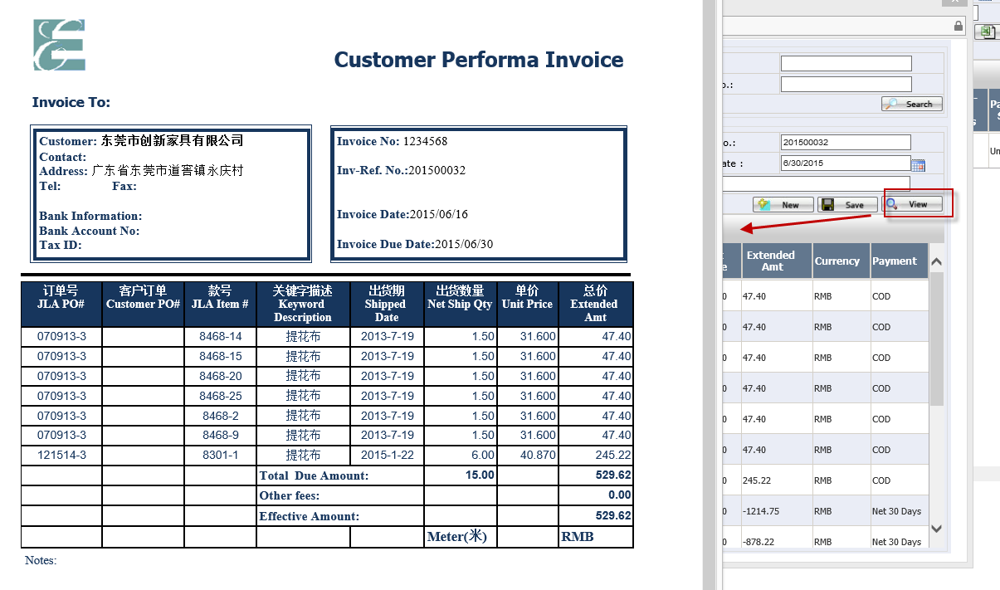 Customer Performa Invoice
Invoice To:
Customer: 东莞市创新家具有限公司
Contact:
Address: 广东省东莞市道窖镇永庆村
Tel: Fax:
Bank Information:
Bank Account No:
Tax ID:
Invoice No: 1234568
Inv-Ref. No.:201500032
Invoice Date:2015/06/16
Invoice Due Date:2015/06/30
订单号 客户订单 款号 关键字描述 出货期 出货数量 单价 总价
JLA PO# Customer PO# JLA Item # Keyword Shipped Net Ship Qty Unit Price Extended
Description Date Amt
070913-3 8468-14 提花布 2013-7-19 1.50 31.600 47.40
070913-3 8468-15 提花布 2013-7-19 1.50 31.600 47.40
070913-3 8468-20 提花布 2013-7-19 1.50 31.600 47.40
070913-3 8468-25 提花布 2013-7-19 1.50 31.600 47.40
070913-3 8468-2 提花布 2013-7-19 1.50 31.600 47.40
070913-3 8468-9 提花布 2013-7-19 1.50 31.600 47.40
121514-3 8301-1 提花布 2015-1-22 6.00 40.870 245.22
Total Due Amount: 15.00 529.62
Other fees: 0.00
Effective Amount: 529.62
Meter(米) RMB
Notes:
o.:
Search
o.: 201500032
ate : 6/30/2015
New Save View
Extended Currency Payment
Amt
0 47.40 RMB COD
0 47.40 RMB COD
0 47.40 RMB COD
0 47.40 RMB COD
0 47.40 RMB COD
0 47.40 RMB COD
0 245.22 RMB COD
0 -1214.75 RMB Net 30 Days
0 -878.22 RMB Net 30 Days
Pa
Un